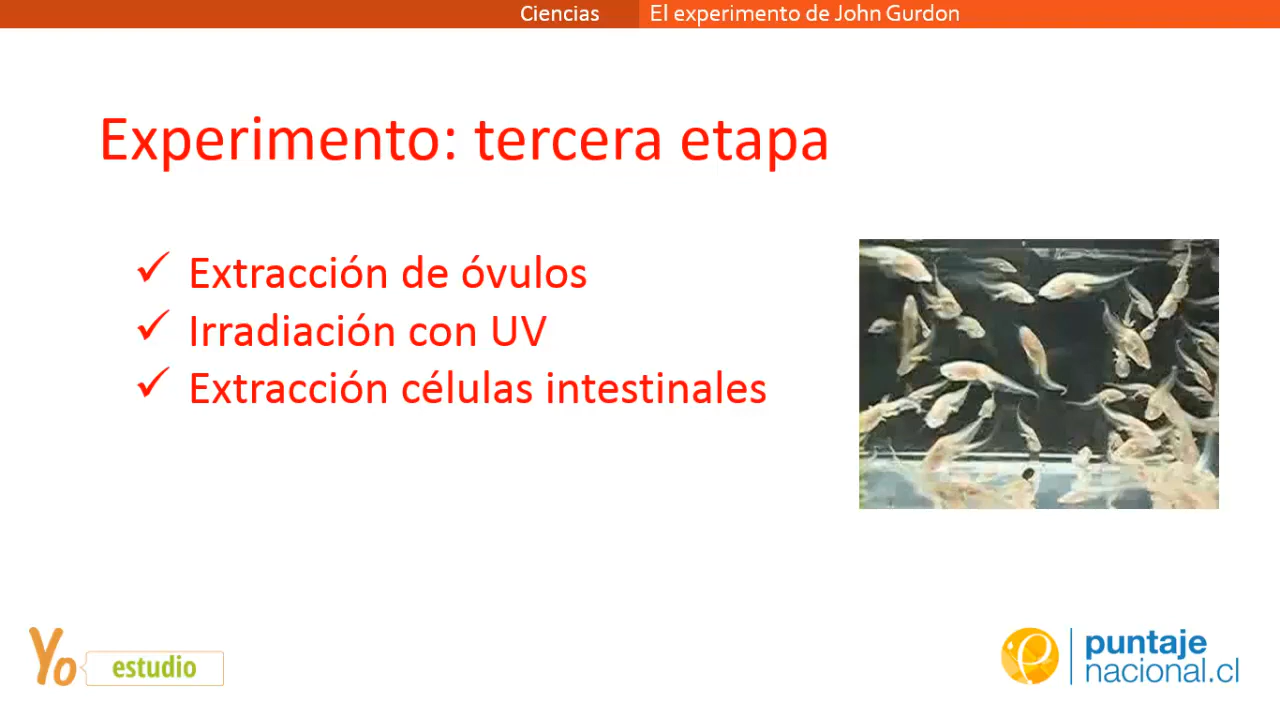 Ciencias
El experimento de John Gurdon
Experimento: tercera etapa
✓ Extracción de óvulos
✓ Irradiación con UV
✓ Extracción células intestinales
Yo estudio
puntaje
nacional.cl